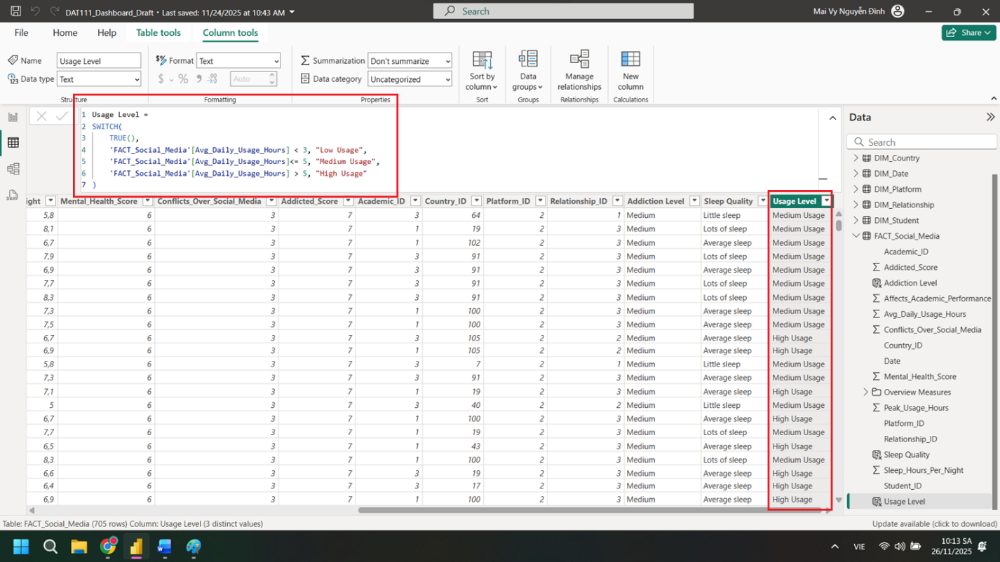 DAT111_Dashboard_Draft • Last saved: 11/24/2025 at 10:43 AM
Search
Mai Vy Nguyễn Đình
File Home Help Table tools Column tools
Share
Name Usage Level
Format Text
Summarization Don't summarize
Data type Text
$ % 9 .00 Auto
Data category Uncategorized
Sort by column
Data groups
Manage relationships
New column
Structure Formatting Properties Sort Groups Relationships Calculations
1 Usage Level =
2 SWITCH(
3 TRUE(),
4 'FACT_Social_Media'[Avg_Daily_Usage_Hours] < 3, "Low Usage",
5 'FACT_Social_Media'[Avg_Daily_Usage_Hours]<= 5, "Medium Usage",
6 'FACT_Social_Media'[Avg_Daily_Usage_Hours] > 5, "High Usage"
7 )
ight Mental_Health_Score Conflicts_Over_Social_Media Addicted_Score Academic_ID Country_ID Platform_ID Relationship_ID Addiction Level Sleep Quality Usage Level
5,8 6 3 7 3 64 2 1 Medium Little sleep Medium Usage
8,1 6 3 7 1 19 2 3 Medium Lots of sleep Medium Usage
6,7 6 3 7 1 102 2 3 Medium Average sleep Medium Usage
7,9 6 3 7 3 91 2 3 Medium Lots of sleep Medium Usage
6,9 6 3 7 3 91 2 3 Medium Average sleep Medium Usage
7,7 6 3 7 3 91 2 3 Medium Lots of sleep Medium Usage
8,3 6 3 7 3 91 2 3 Medium Lots of sleep Medium Usage
7,3 6 3 7 1 100 2 3 Medium Average sleep Medium Usage
7,5 6 3 7 1 100 2 3 Medium Average sleep Medium Usage
6,7 6 3 7 3 105 2 2 Medium Average sleep High Usage
6,9 6 3 7 1 105 2 2 Medium Average sleep High Usage
5,8 6 3 7 3 7 2 1 Medium Little sleep Medium Usage
7,3 6 3 7 3 91 2 3 Medium Average sleep Medium Usage
7,1 6 3 7 1 19 2 3 Medium Average sleep High Usage
5 6 3 7 3 40 2 2 Medium Little sleep Medium Usage
6,7 6 3 7 1 100 2 3 Medium Average sleep High Usage
7,7 6 3 7 1 19 2 3 Medium Lots of sleep Medium Usage
6,5 6 3 7 1 43 2 3 Medium Average sleep High Usage
8,3 6 3 7 1 100 2 3 Medium Lots of sleep Medium Usage
6,6 6 3 7 3 19 2 3 Medium Average sleep High Usage
6,4 6 3 7 3 17 2 3 Medium Average sleep High Usage
6,9 6 3 7 1 100 2 3 Medium Average sleep High Usage
Data
Search
DIM_Country
DIM_Date
DIM_Platform
DIM_Relationship
DIM_Student
FACT_Social_Media
Academic_ID
Addicted_Score
Addiction Level
Affects_Academic_Performance
Avg_Daily_Usage_Hours
Conflicts_Over_Social_Media
Country_ID
Date
Mental_Health_Score
Overview Measures
Peak_Usage_Hours
Platform_ID
Relationship_ID
Sleep Quality
Sleep_Hours_Per_Night
Student_ID
Usage Level
Table: FACT_Social_Media (705 rows) Column: Usage Level (3 distinct values)
Update available (click to download)
VIE
10:13 SA
26/11/2025